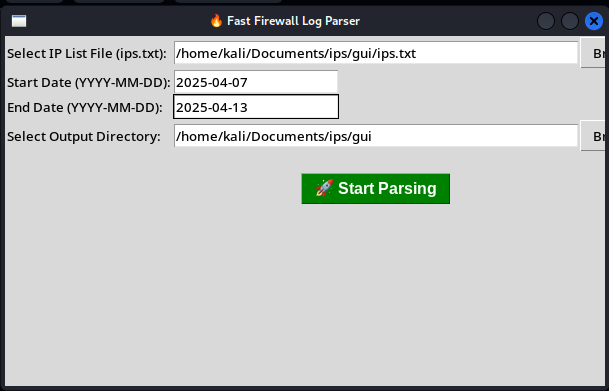 🔥 Fast Firewall Log Parser
Select IP List File (ips.txt): /home/kali/Documents/ips/gui/ips.txt Br
Start Date (YYYY-MM-DD): 2025-04-07
End Date (YYYY-MM-DD): 2025-04-13
Select Output Directory: /home/kali/Documents/ips/gui Br
🚀 Start Parsing